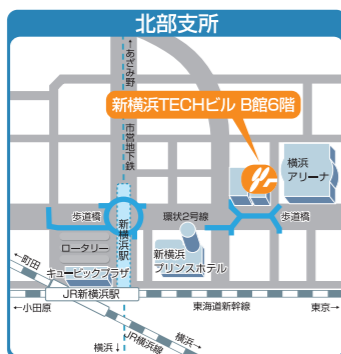 北部支所
←あざみ野
市営地下鉄
新横浜TECHビル B館6階
横浜
アリーナ
歩道橋
新横浜駅
環状2号線
歩道橋
ロータリー
新横浜
プリンスホテル
←町田
キュービックプラザ
JR新横浜駅
←小田原
東海道新幹線
東京→
JR横浜線
横浜→
横浜↓